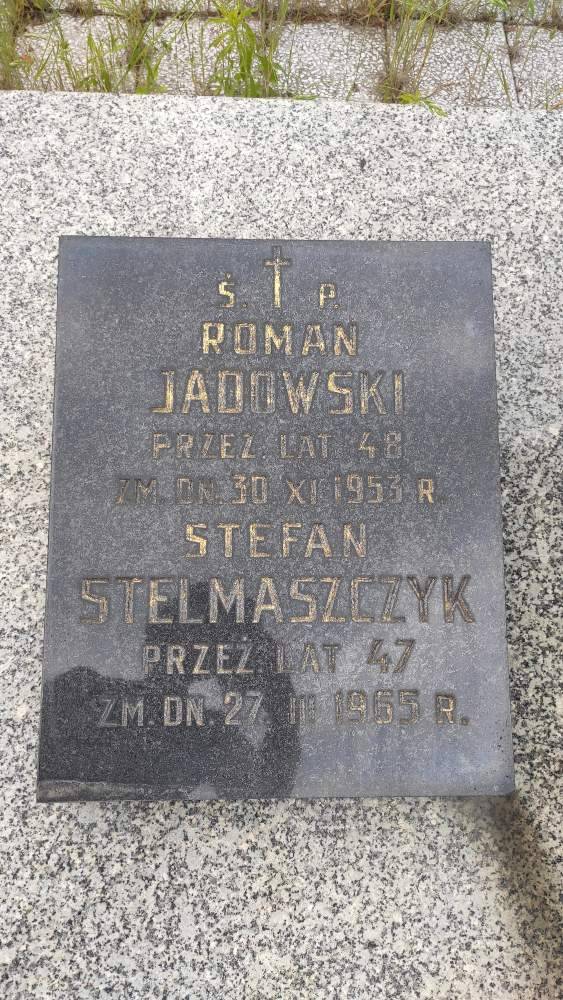 Ś. † P.
ROMAN
JADOWSKI
PRZEŻ. LAT 48
ZM. DN. 30 XI 1953 R.
STEFAN
STELMASZCZYK
PRZEŻ LAT 47
ZM. DN. 27. III 1965 R.